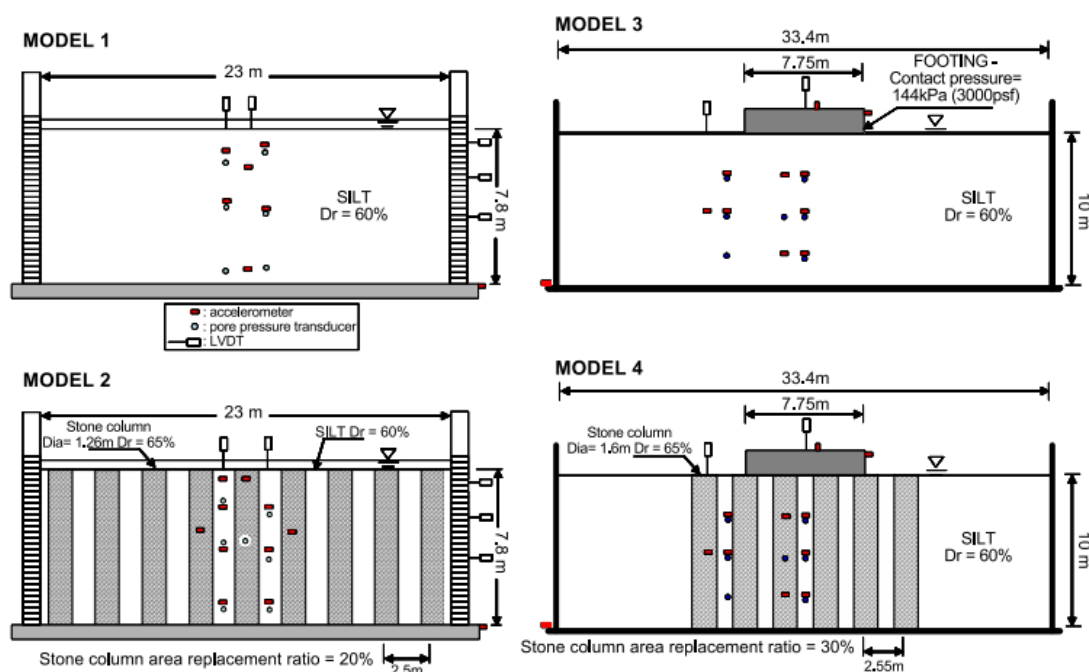 MODEL 1
23 m
SILT
Dr = 60%
7.8 m
: accelerometer
: pore pressure transducer
: LVDT
MODEL 2
23 m
Stone column
Dia= 1.26m Dr = 65%
SILT Dr = 60%
7.8 m
Stone column area replacement ratio = 20%
2.5m
MODEL 3
33.4m
7.75m
FOOTING -
Contact pressure=
144kPa (3000psf)
SILT
Dr = 60%
10 m
MODEL 4
33.4m
7.75m
Stone column
Dia= 1.6m Dr = 65%
SILT
Dr = 60%
10 m
Stone column area replacement ratio = 30%
2.55m